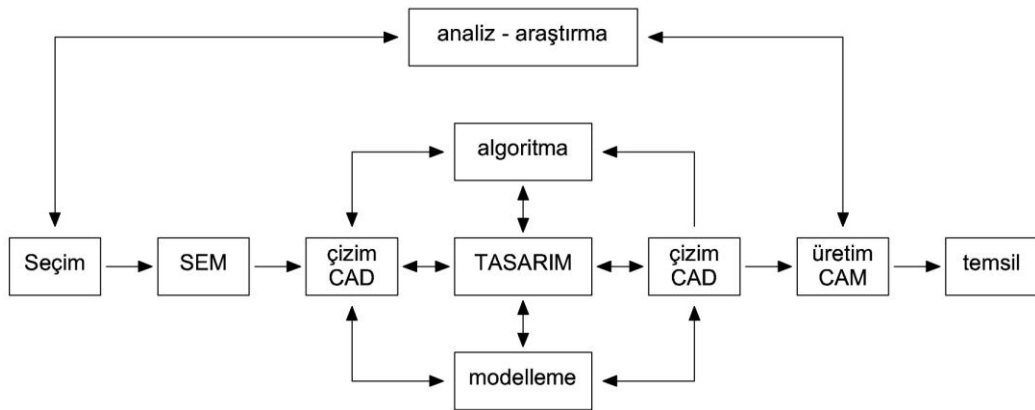 analiz - araştırma
algoritma
Seçim
SEM
çizim
CAD
TASARIM
çizim
CAD
üretim
CAM
temsil
modelleme